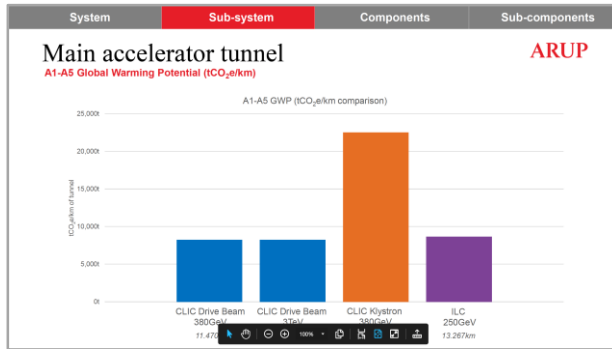 System
Sub-system
Components
Sub-components
Main accelerator tunnel
ARUP
A1-A5 Global Warming Potential (tCO₂e/km)
A1-A5 GWP (tCO₂e/km comparison)
25,000t
20,000t
15,000t
10,000t
5,000t
0t
tCO₂e/km of tunnel
CLIC Drive Beam
380GeV
11.470
CLIC Drive Beam
3TeV
CLIC Klystron
380GeV
ILC
250GeV
13.267km
100%